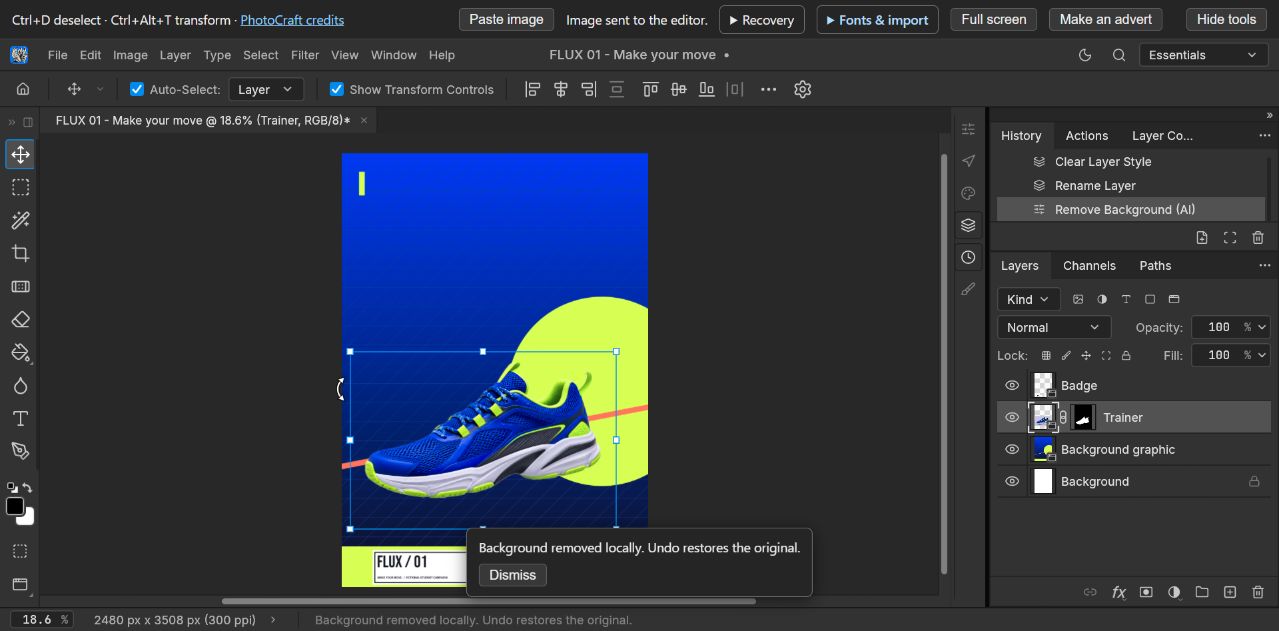 Ctrl+D deselect · Ctrl+Alt+T transform · PhotoCraft credits
Paste image
Image sent to the editor.
Recovery
Fonts & import
Full screen
Make an advert
Hide tools
File Edit Image Layer Type Select Filter View Window Help
FLUX 01 - Make your move •
Essentials
Auto-Select:
Layer
Show Transform Controls
FLUX 01 - Make your move @ 18.6% (Trainer, RGB/8)* ×
History Actions Layer Co...
Clear Layer Style
Rename Layer
Remove Background (AI)
Layers Channels Paths
Kind
Normal
Opacity: 100 %
Lock:
Fill: 100 %
Badge
Trainer
Background graphic
Background
FLUX / 01
Background removed locally. Undo restores the original.
Dismiss
18.6 %
2480 px x 3508 px (300 ppi)
Background removed locally. Undo restores the original.